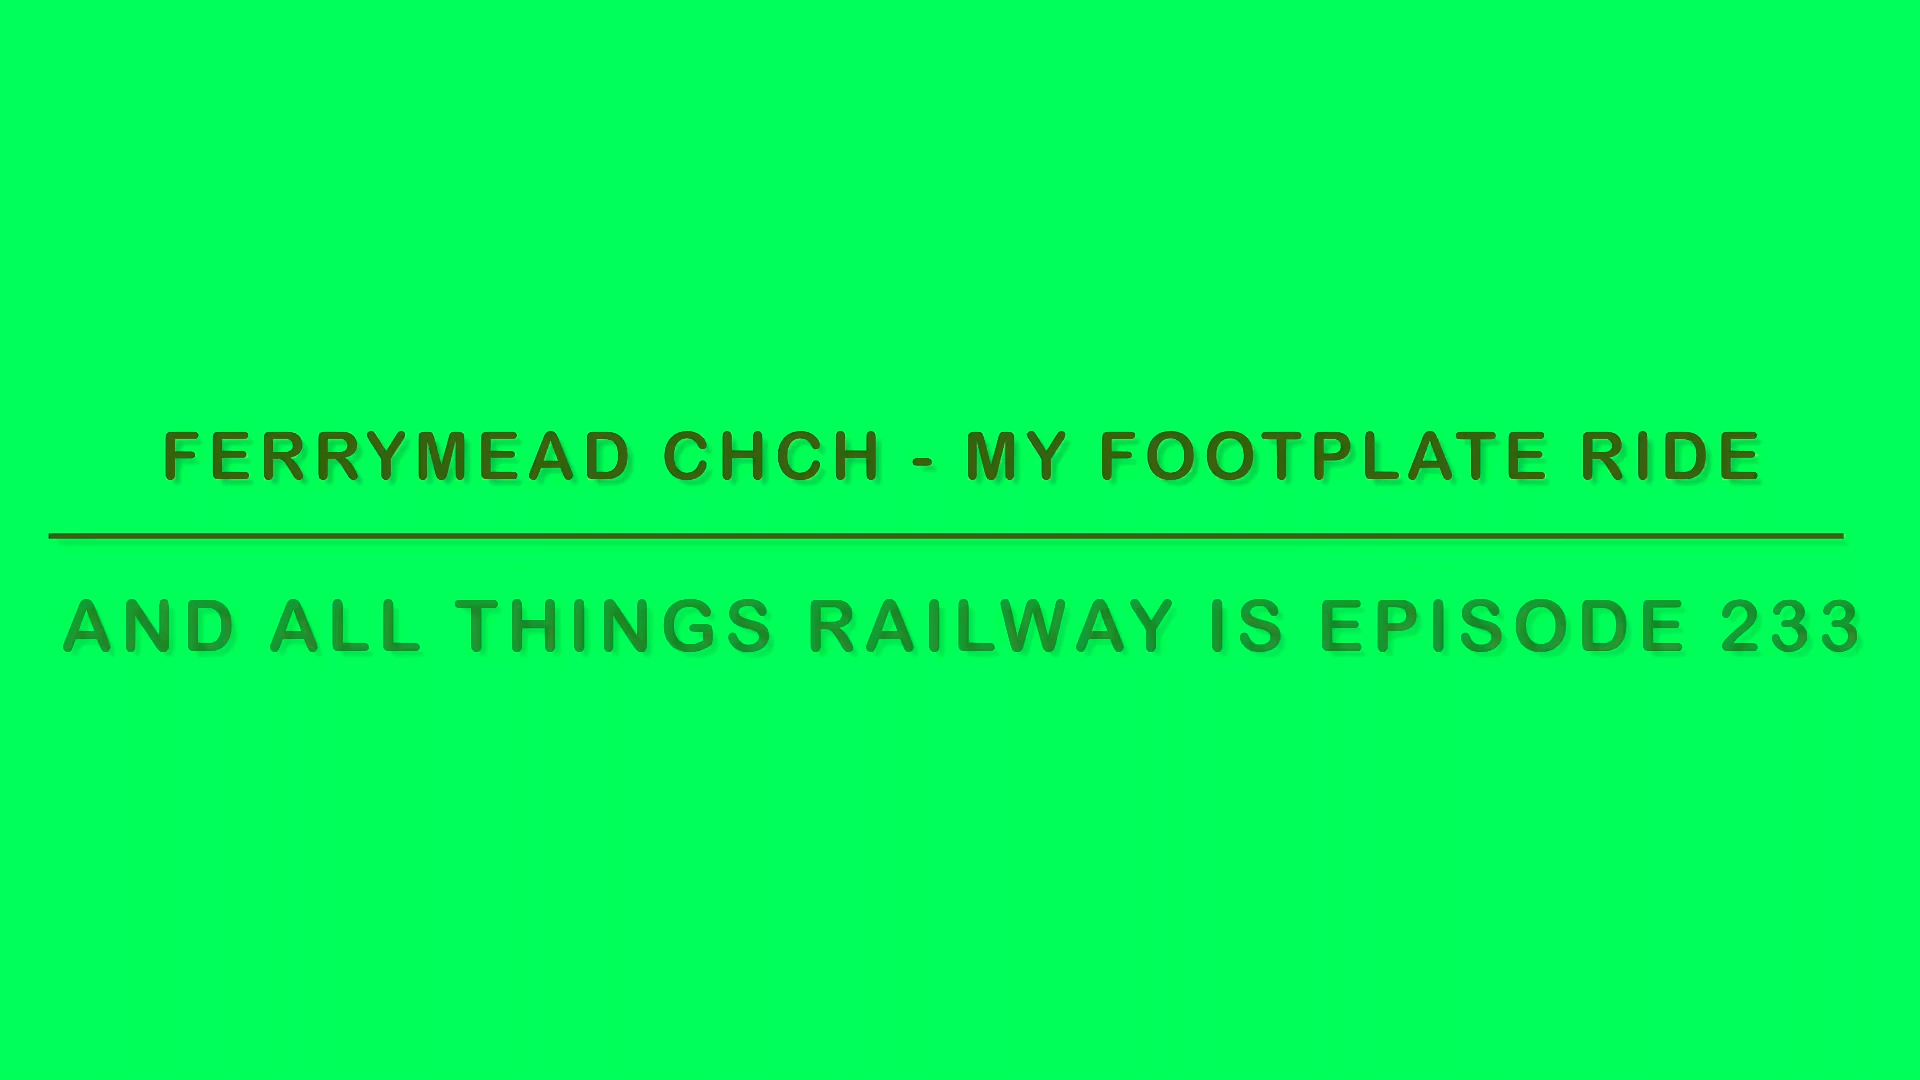 FERRYMEAD CHCH - MY FOOTPLATE RIDE
AND ALL THINGS RAILWAY IS EPISODE 233